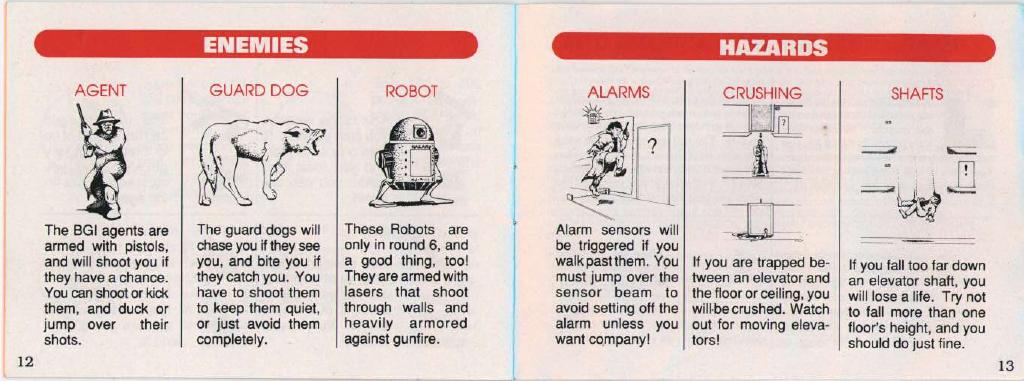 ENEMIES
AGENT
The BGI agents are
armed with pistols,
and will shoot you if
they have a chance.
You can shoot or kick
them, and duck or
jump over their
shots.
GUARD DOG
The guard dogs will
chase you if they see
you, and bite you if
they catch you. You
have to shoot them
to keep them quiet,
or just avoid them
completely.
ROBOT
These Robots are
only in round 6, and
a good thing, too!
They are armed with
lasers that shoot
through walls and
heavily armored
against gunfire.
12
HAZARDS
ALARMS
?
Alarm sensors will
be triggered if you
walk past them. You
must jump over the
sensor beam to
avoid setting off the
alarm unless you
want company!
CRUSHING
?
If you are trapped be-
tween an elevator and
the floor or ceiling, you
will be crushed. Watch
out for moving eleva-
tors!
SHAFTS
!
If you fall too far down
an elevator shaft, you
will lose a life. Try not
to fall more than one
floor's height, and you
should do just fine.
13